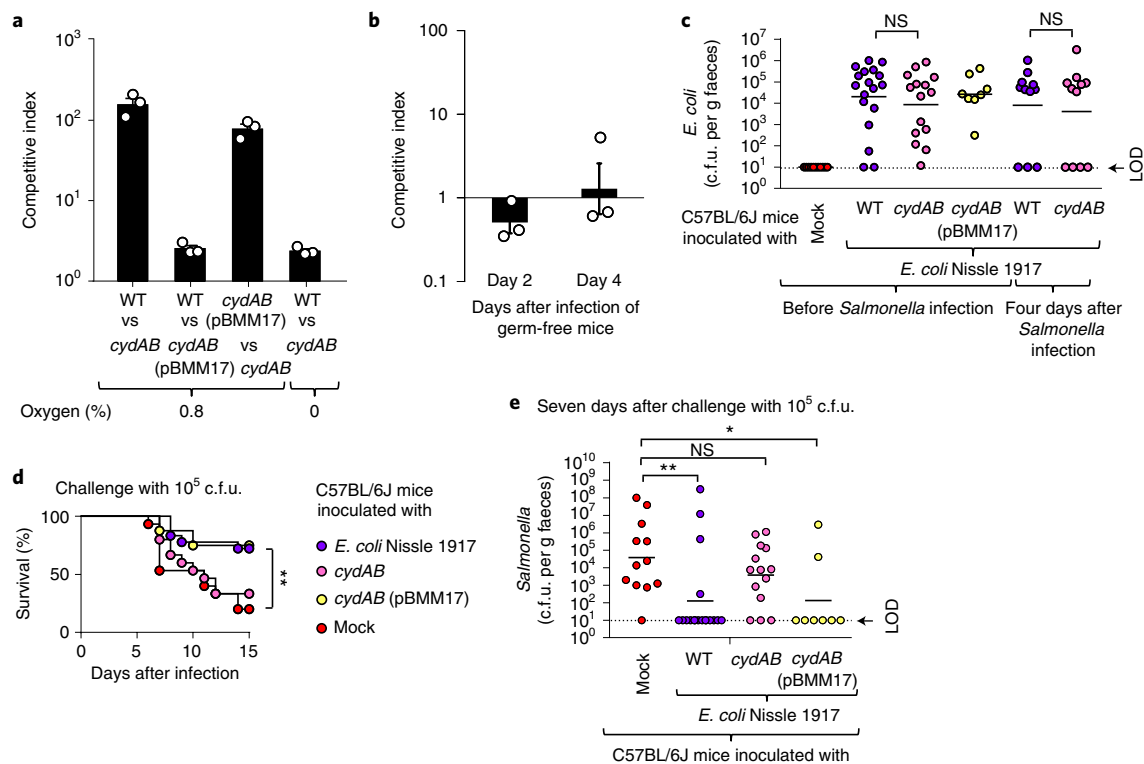 a
Competitive index
10³
10²
10¹
10⁰
WT vs cydAB
WT vs cydAB (pBMM17)
cydAB (pBMM17) vs cydAB
WT vs cydAB
Oxygen (%)
0.8
0
b
Competitive index
100
10
1
0.1
Day 2
Day 4
Days after infection of
germ-free mice
c
E. coli
(c.f.u. per g faeces)
10⁷
10⁶
10⁵
10⁴
10³
10²
10¹
10⁰
NS
NS
LOD
C57BL/6J mice
inoculated with
Mock
WT
cydAB
cydAB
(pBMM17)
WT
cydAB
E. coli Nissle 1917
Before Salmonella infection
Four days after
Salmonella
infection
d
Challenge with 10⁵ c.f.u.
Survival (%)
100
50
0
0
5
10
15
Days after infection
**
C57BL/6J mice
inoculated with
E. coli Nissle 1917
cydAB
cydAB (pBMM17)
Mock
e
Seven days after challenge with 10⁵ c.f.u.
*
NS
**
Salmonella
(c.f.u. per g faeces)
10¹⁰
10⁹
10⁸
10⁷
10⁶
10⁵
10⁴
10³
10²
10¹
10⁰
LOD
Mock
WT
cydAB
cydAB
(pBMM17)
E. coli Nissle 1917
C57BL/6J mice inoculated with